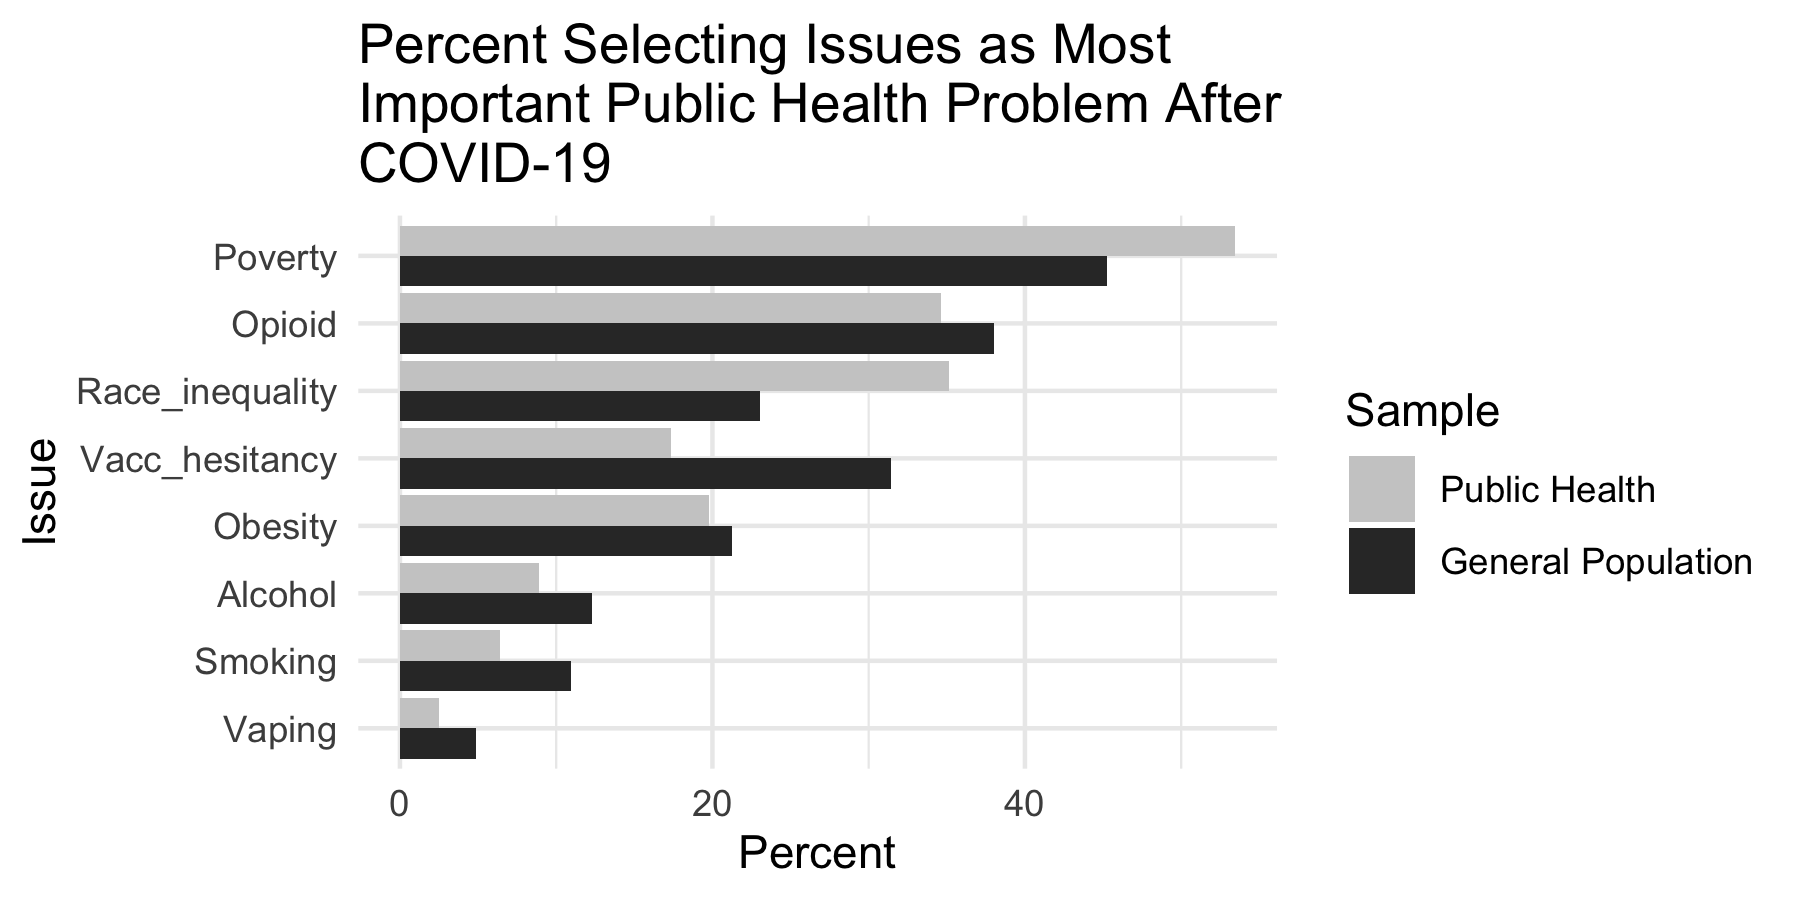 Percent Selecting Issues as Most
Important Public Health Problem After
COVID-19
Issue
Poverty
Opioid
Race_inequality
Vacc_hesitancy
Obesity
Alcohol
Smoking
Vaping
0
20
40
Percent
Sample
Public Health
General Population